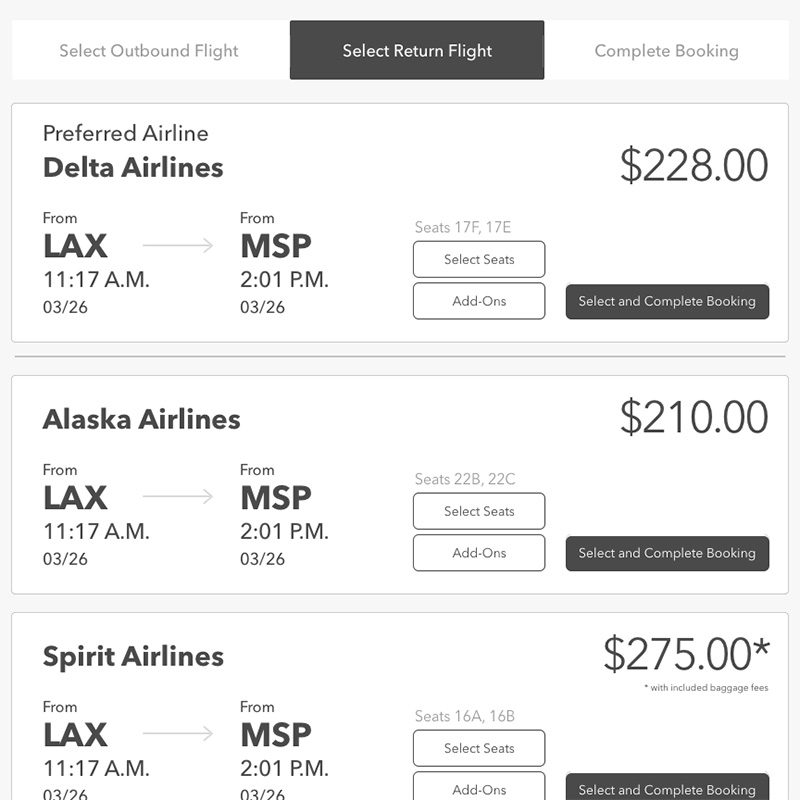 Select Outbound Flight
Select Return Flight
Complete Booking
Preferred Airline
Delta Airlines
$228.00
From
From
LAX
MSP
11:17 A.M.
2:01 P.M.
03/26
03/26
Seats 17F, 17E
Select Seats
Add-Ons
Select and Complete Booking
Alaska Airlines
$210.00
From
From
LAX
MSP
11:17 A.M.
2:01 P.M.
03/26
03/26
Seats 22B, 22C
Select Seats
Add-Ons
Select and Complete Booking
Spirit Airlines
$275.00*
* with included baggage fees
From
From
LAX
MSP
11:17 A.M.
2:01 P.M.
03/26
03/26
Seats 16A, 16B
Select Seats
Add-Ons
Select and Complete Booking